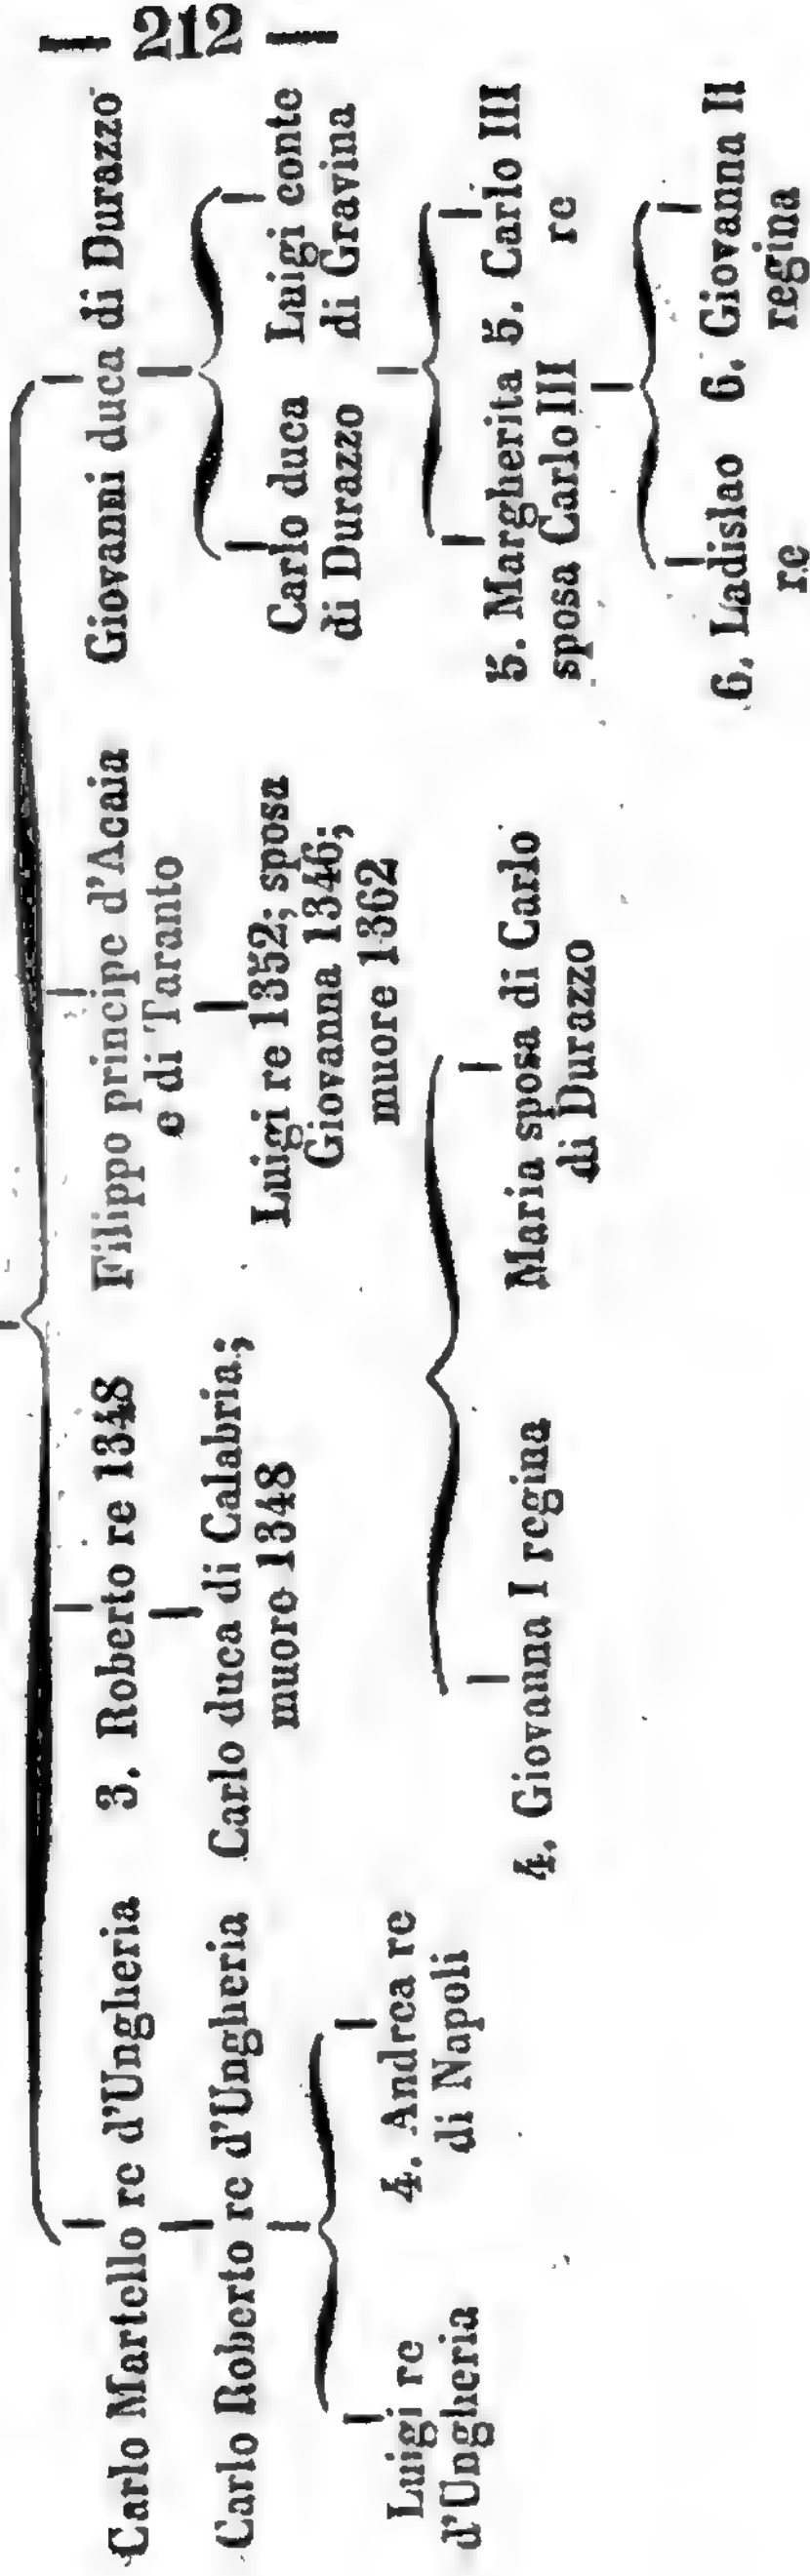 — 212 —
Carlo Martello re d'Ungheria
3. Roberto re 1348
Filippo principe d'Acaia
e di Taranto
Giovanni duca di Durazzo
Carlo Roberto re d'Ungheria
Carlo duca di Calabria;
muore 1348
Luigi re 1352; sposa
Giovanna 1346;
muore 1362
Carlo duca
di Durazzo
Luigi conte
di Gravina
Luigi re
d'Ungheria
4. Andrea re
di Napoli
4. Giovanna I regina
Maria sposa di Carlo
di Durazzo
5. Margherita
sposa Carlo III
5. Carlo III
re
6. Ladislao
re
6. Giovanna II
regina